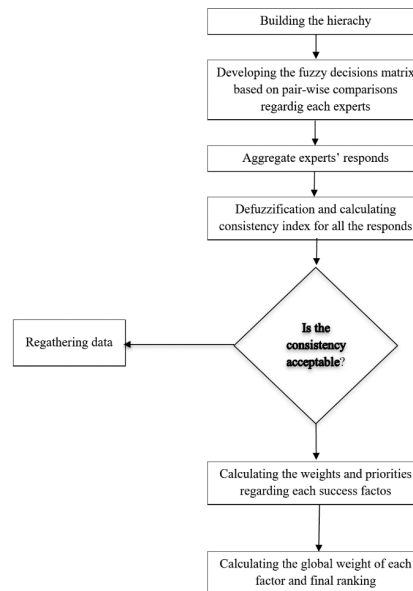 Building the hierachy
Developing the fuzzy decisions matrix
based on pair-wise comparisons
regardig each experts
Aggregate experts' responds
Defuzzification and calculating
consistency index for all the responds
Is the
consistency
acceptable?
Regathering data
Calculating the weights and priorities
regarding each success factos
Calculating the global weight of each
factor and final ranking